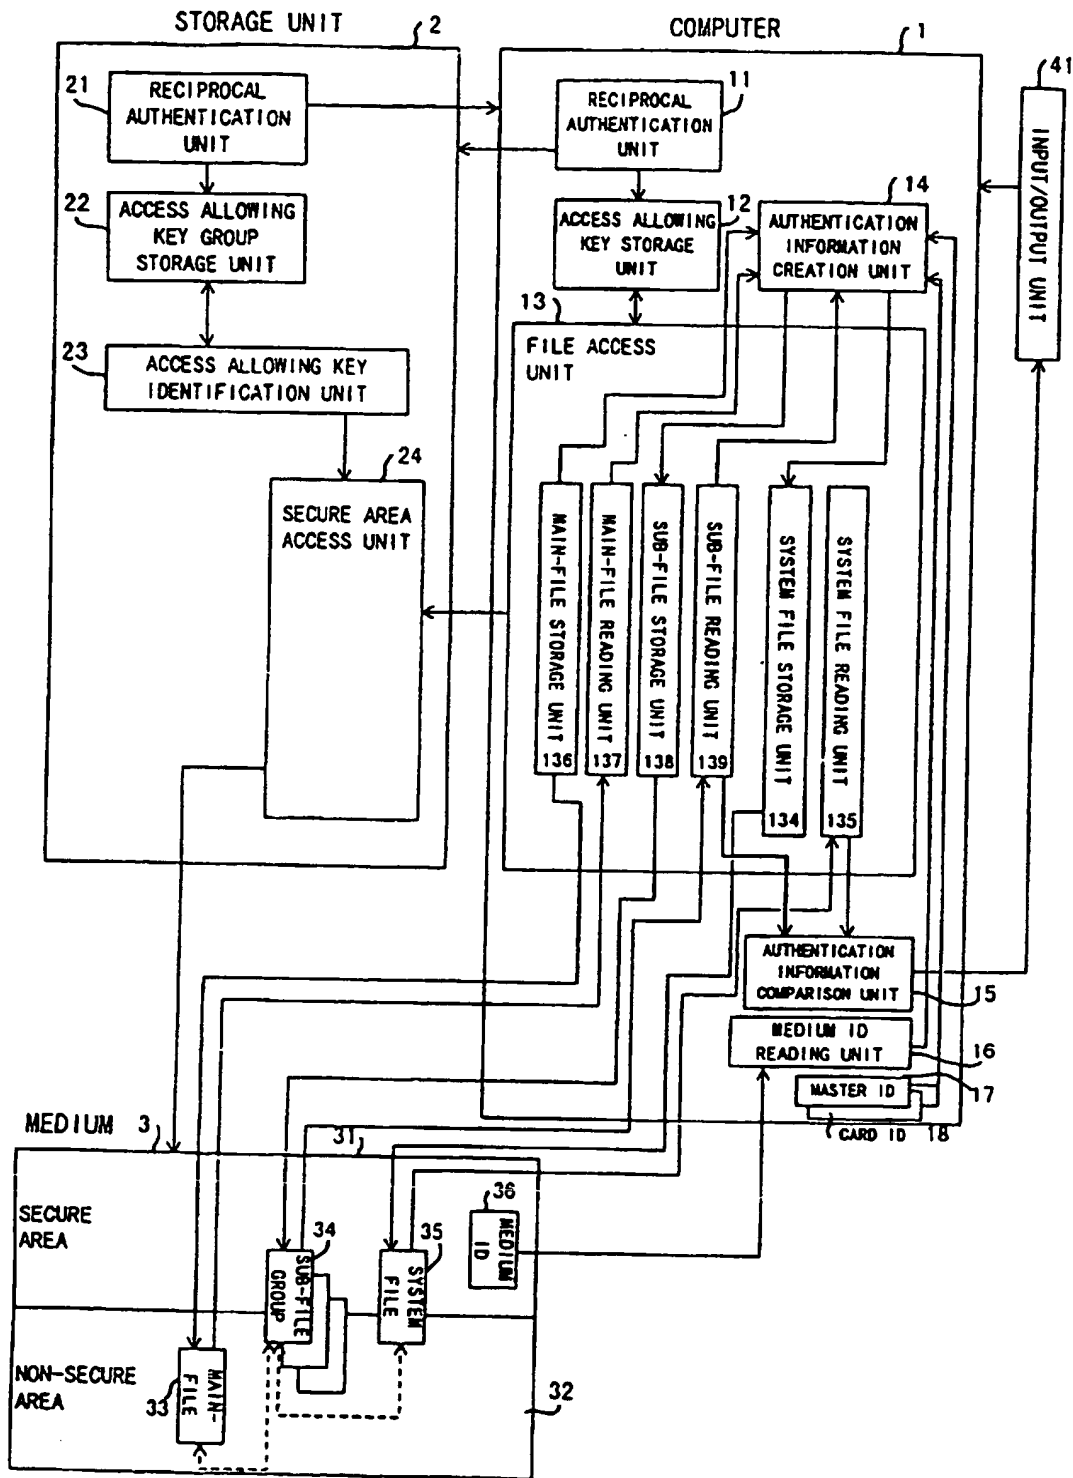 STORAGE UNIT
2
21
RECIPROCAL
AUTHENTICATION
UNIT
22
ACCESS ALLOWING
KEY GROUP
STORAGE UNIT
23
ACCESS ALLOWING KEY
IDENTIFICATION UNIT
24
SECURE AREA
ACCESS UNIT
COMPUTER
1
11
RECIPROCAL
AUTHENTICATION
UNIT
12
ACCESS ALLOWING
KEY STORAGE
UNIT
14
AUTHENTICATION
INFORMATION
CREATION UNIT
41
INPUT/OUTPUT UNIT
13
FILE ACCESS
UNIT
MAIN-FILE STORAGE UNIT
136
MAIN-FILE READING UNIT
137
SUB-FILE STORAGE UNIT
138
SUB-FILE READING UNIT
139
SYSTEM FILE STORAGE UNIT
134
SYSTEM FILE READING UNIT
135
AUTHENTICATION
INFORMATION
COMPARISON UNIT
15
MEDIUM ID
READING UNIT
16
MASTER ID
17
CARD ID
18
MEDIUM
3
31
SECURE
AREA
34
SUB-FILE
GROUP
35
SYSTEM
FILE
36
MEDIUM
ID
NON-SECURE
AREA
33
MAIN-
FILE
32